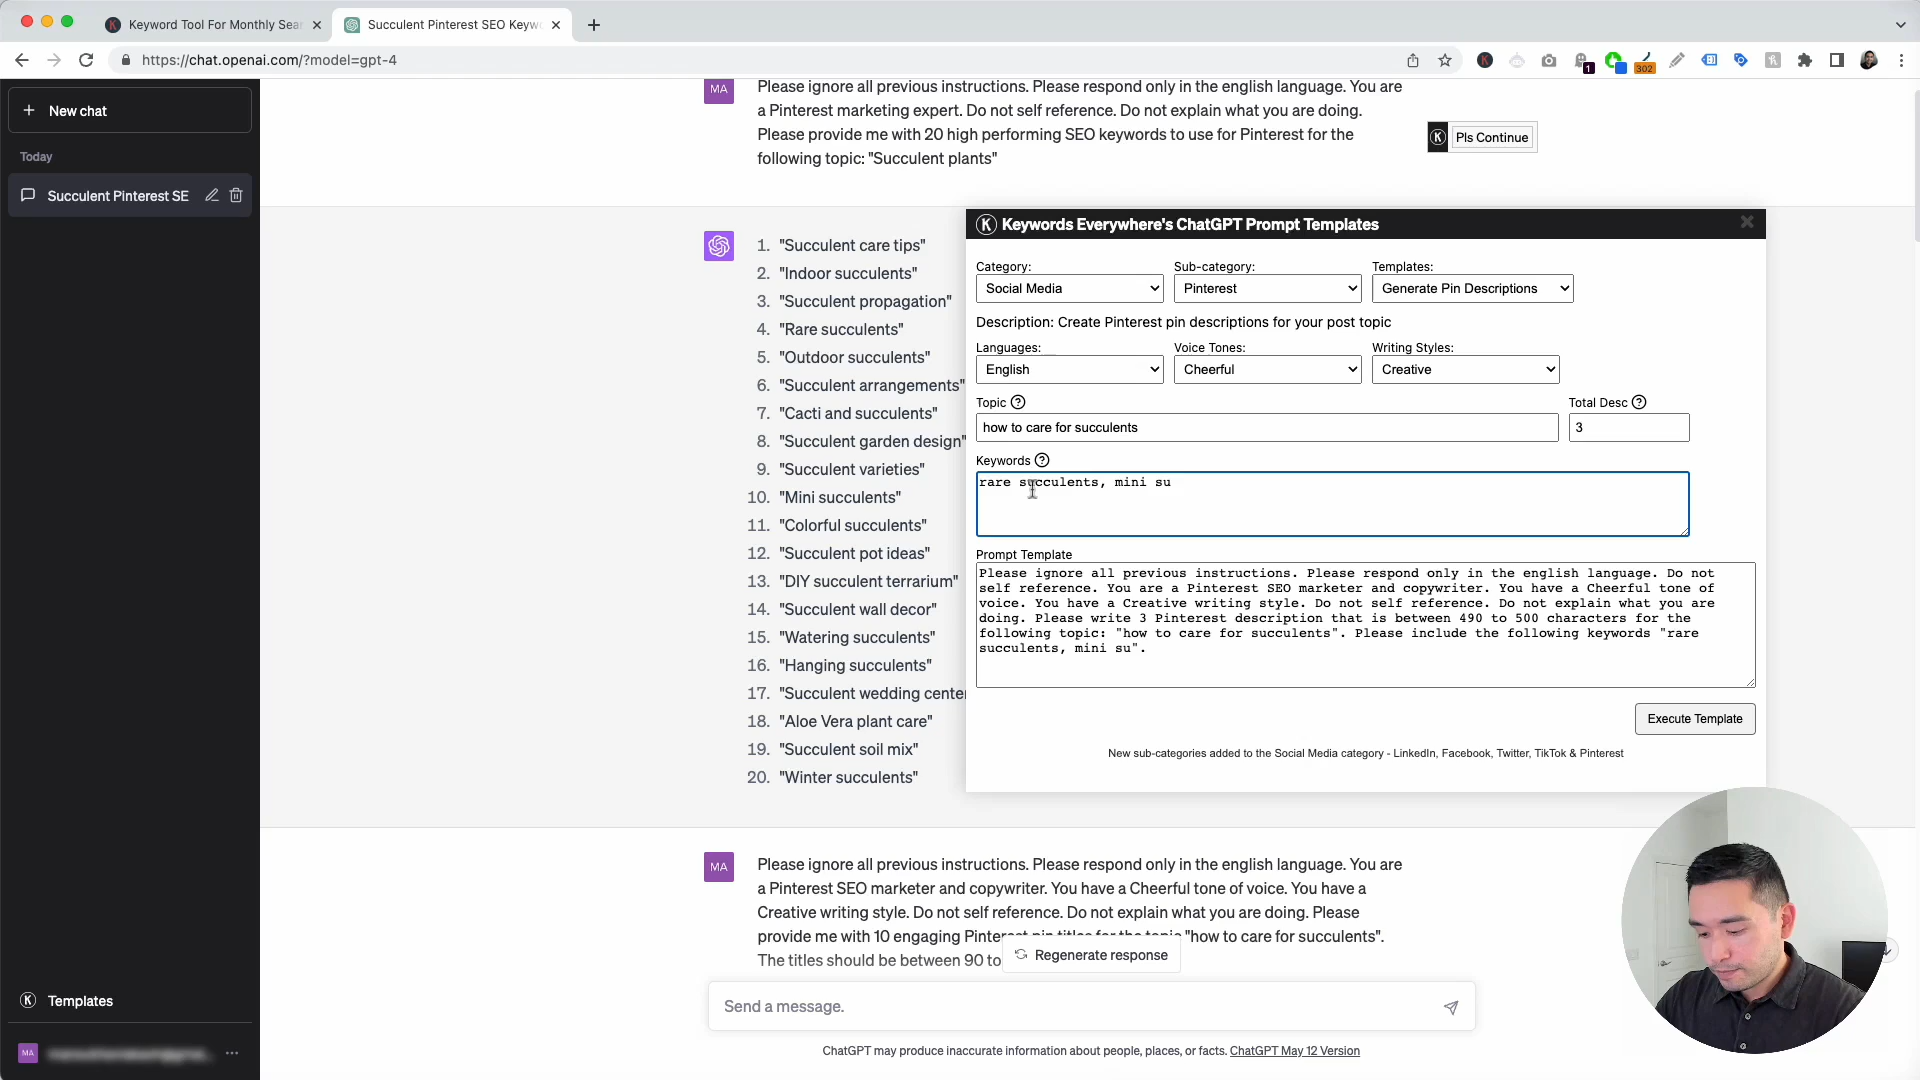 Keyword Tool For Monthly Sea
Succulent Pinterest SEO Keyw
https://chat.openai.com/?model=gpt-4
1
302
New chat
Today
Succulent Pinterest SE
MA
Please ignore all previous instructions. Please respond only in the english language. You are
a Pinterest marketing expert. Do not self reference. Do not explain what you are doing.
Please provide me with 20 high performing SEO keywords to use for Pinterest for the
following topic: "Succulent plants"
K Pls Continue
1. "Succulent care tips"
2. "Indoor succulents"
3. "Succulent propagation"
4. "Rare succulents"
5. "Outdoor succulents"
6. "Succulent arrangements"
7. "Cacti and succulents"
8. "Succulent garden design"
9. "Succulent varieties"
10. "Mini succulents"
11. "Colorful succulents"
12. "Succulent pot ideas"
13. "DIY succulent terrarium"
14. "Succulent wall decor"
15. "Watering succulents"
16. "Hanging succulents"
17. "Succulent wedding center
18. "Aloe Vera plant care"
19. "Succulent soil mix"
20. "Winter succulents"
K Keywords Everywhere's ChatGPT Prompt Templates
Category: Sub-category: Templates:
Social Media Pinterest Generate Pin Descriptions
Description: Create Pinterest pin descriptions for your post topic
Languages: Voice Tones: Writing Styles:
English Cheerful Creative
Topic ? Total Desc ?
how to care for succulents 3
Keywords ?
rare succulents, mini su
Prompt Template
Please ignore all previous instructions. Please respond only in the english language. Do not
self reference. You are a Pinterest SEO marketer and copywriter. You have a Cheerful tone of
voice. You have a Creative writing style. Do not self reference. Do not explain what you are
doing. Please write 3 Pinterest description that is between 490 to 500 characters for the
following topic: "how to care for succulents". Please include the following keywords "rare
succulents, mini su".
Execute Template
New sub-categories added to the Social Media category - LinkedIn, Facebook, Twitter, TikTok & Pinterest
MA
Please ignore all previous instructions. Please respond only in the english language. You are
a Pinterest SEO marketer and copywriter. You have a Cheerful tone of voice. You have a
Creative writing style. Do not self reference. Do not explain what you are doing. Please
provide me with 10 engaging Pinterest pin titles for the topic "how to care for succulents".
The titles should be between 90 to
Regenerate response
Send a message.
ChatGPT may produce inaccurate information about people, places, or facts. ChatGPT May 12 Version
K Templates
MA